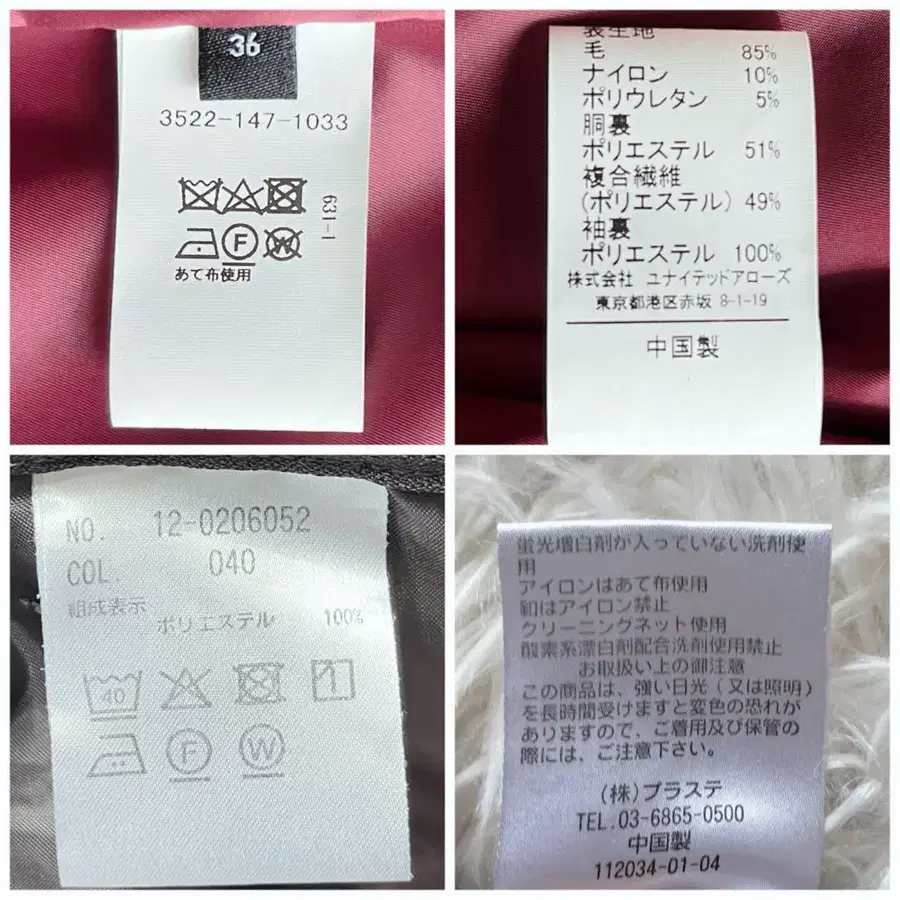 36
3522-147-1033
631-1
F
W
あて布使用
表生地
毛 85%
ナイロン 10%
ポリウレタン 5%
胴裏
ポリエステル 51%
複合繊維
(ポリエステル) 49%
袖裏
ポリエステル 100%
株式会社 ユナイテッドアローズ
東京都港区赤坂 8-1-19
中国製
NO. 12-0206052
COL. 040
組成表示
ポリエステル 100%
40
F
W
蛍光増白剤が入っていない洗剤使
用
アイロンはあて布使用
釦はアイロン禁止
クリーニングネット使用
酸素系漂白剤配合洗剤使用禁止
お取扱い上の御注意
この商品は、強い日光(又は照明)
を長時間受けますと変色の恐れが
ありますので、ご着用及び保管の
際には、ご注意下さい。
(株)プラステ
TEL.03-6865-0500
中国製
112034-01-04